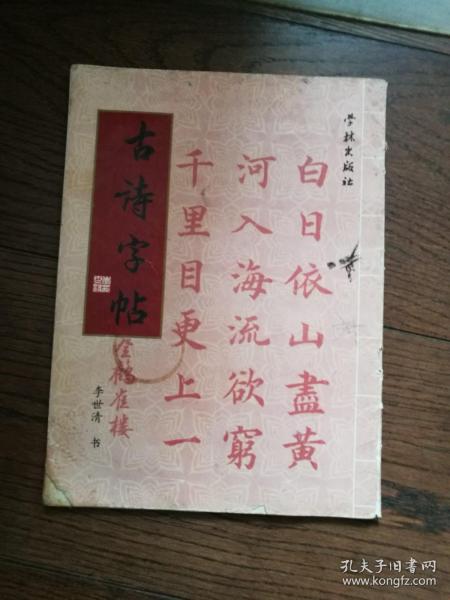 学林出版社
白日依山盡黄
河入海流欲窮
千里目更上一
登鹳雀楼
古诗字帖
李世清 书
孔夫子旧书网
www.kongfz.com